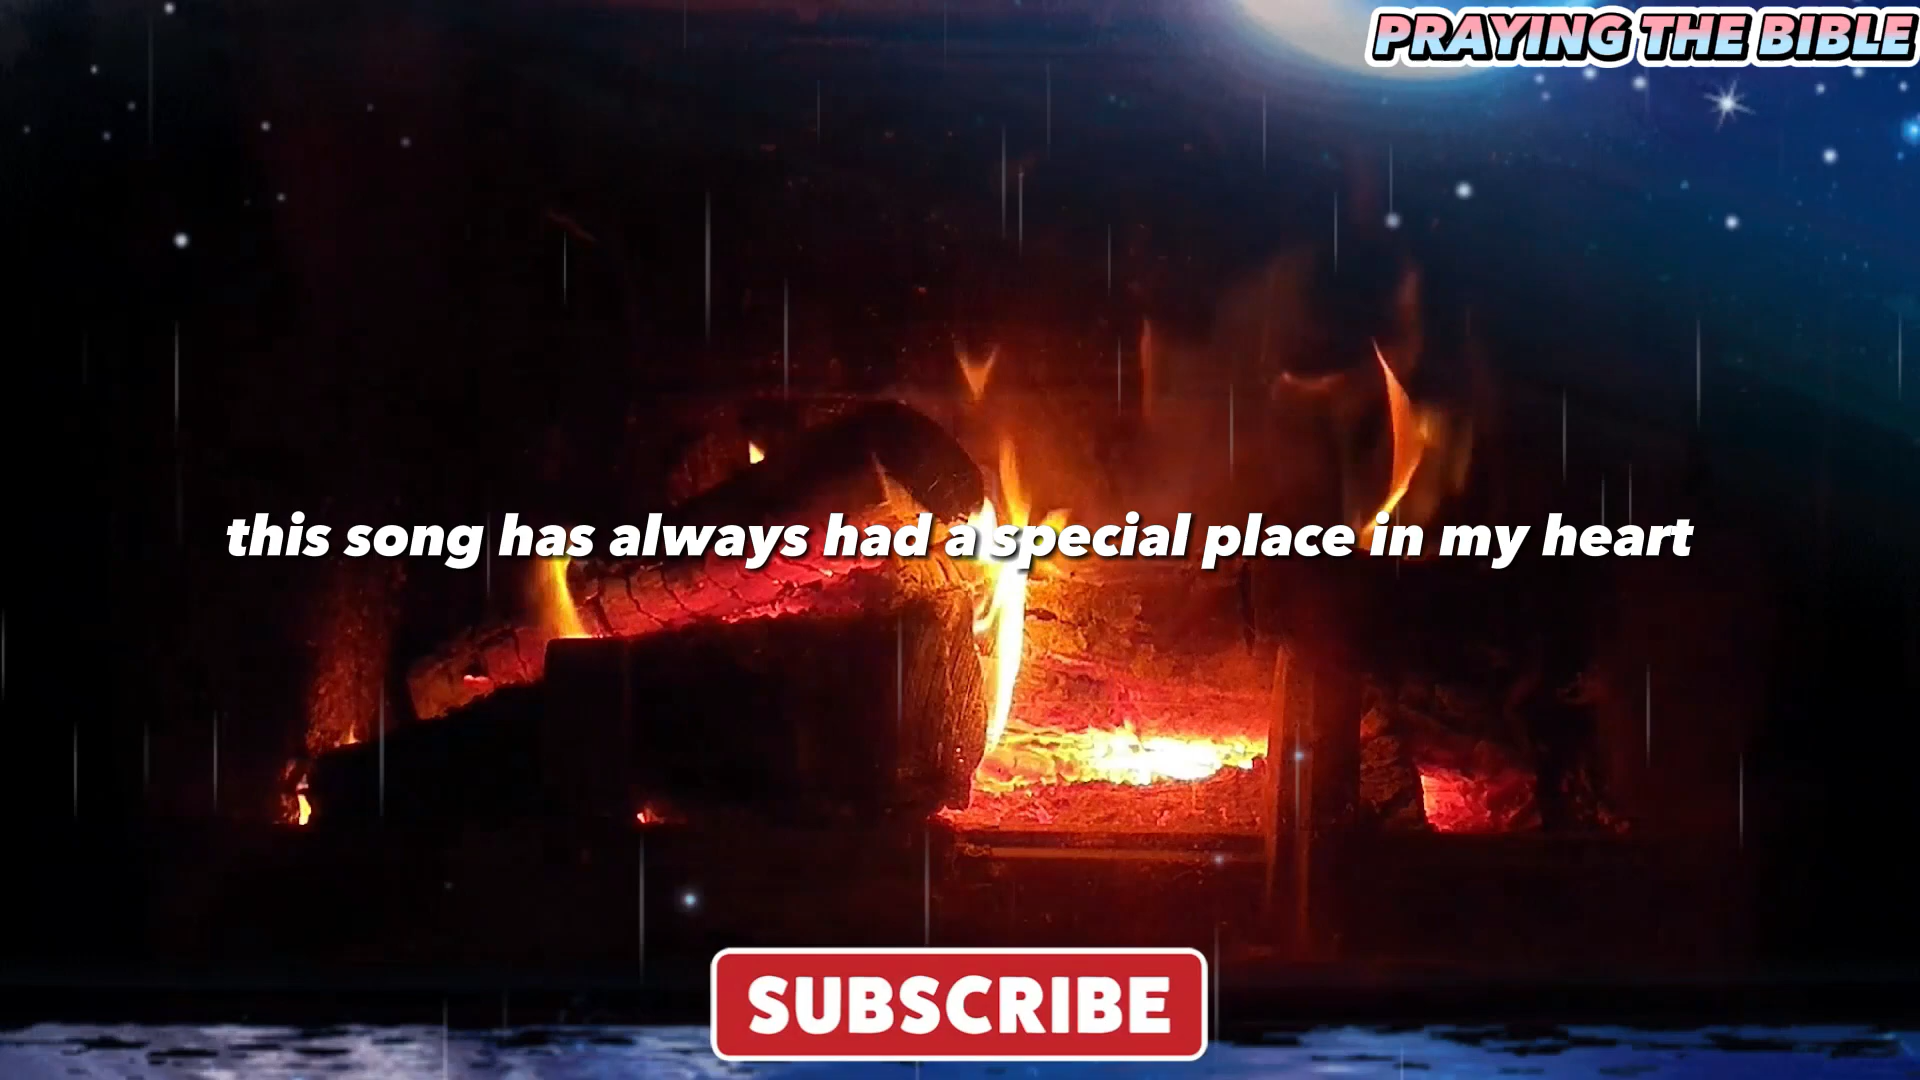 PRAYING THE BIBLE
this song has always had a special place in my heart
SUBSCRIBE